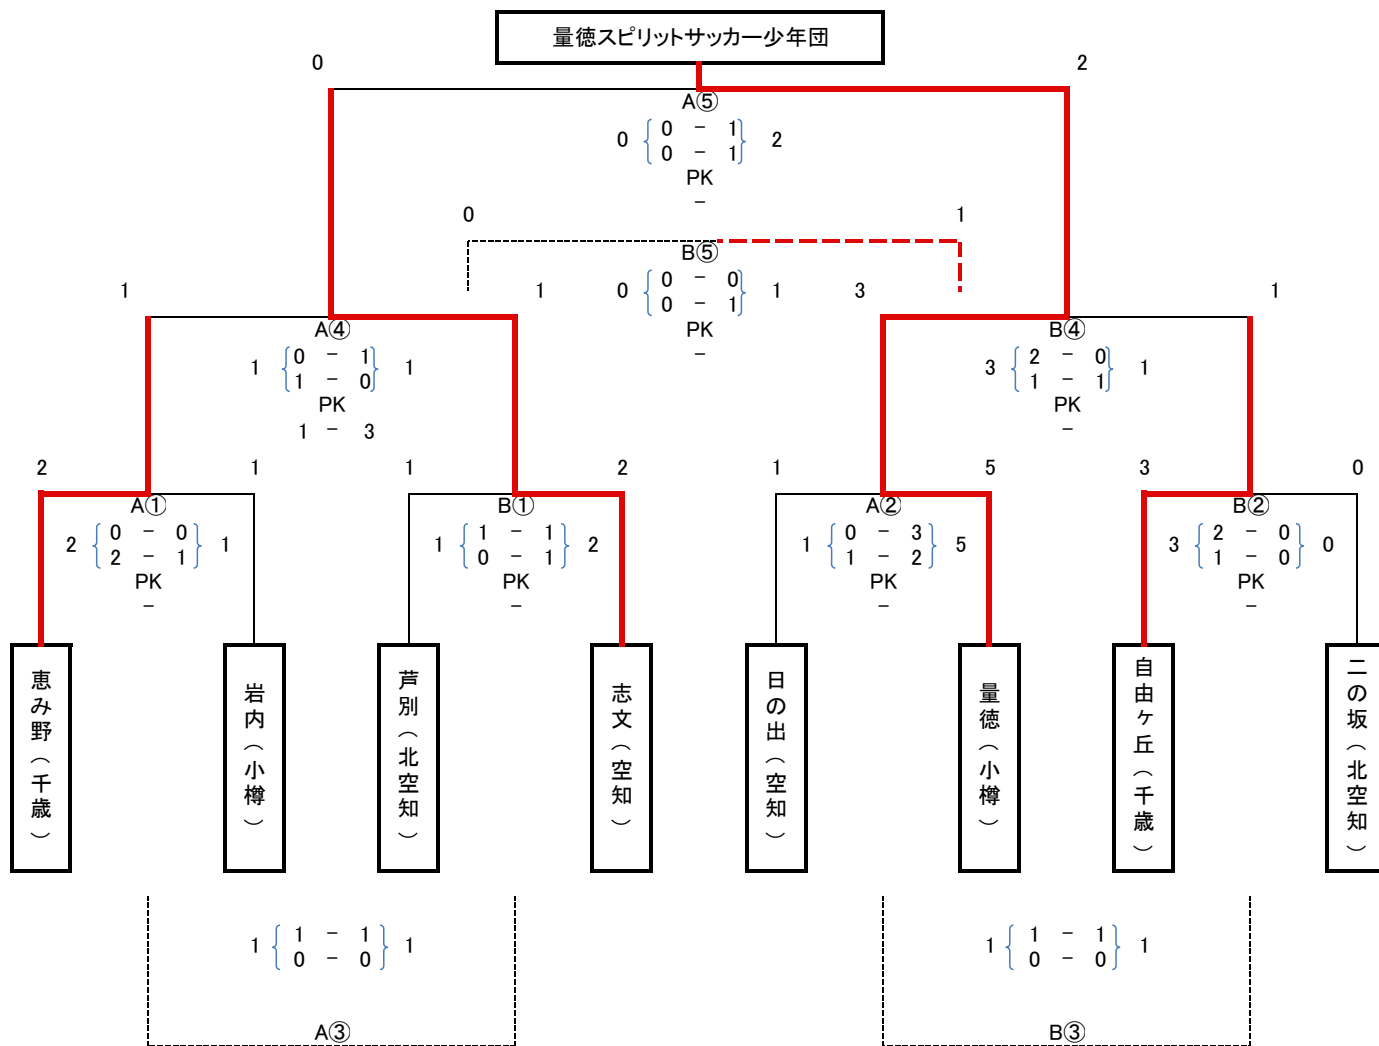 量徳スピリットサッカー少年団
0 2
A⑤
0 0 - 1 2
0 - 1
PK
-
0 1
B⑤
1 1 0 0 - 0 1 3 1
0 - 1
PK
-
A④ B④
1 0 - 1 1 3 2 - 0 1
1 - 0 1 - 1
PK PK
1 - 3 -
2 1 1 2 1 5 3 0
A① B① A② B②
2 0 - 0 1 1 1 - 1 2 1 0 - 3 5 3 2 - 0 0
2 - 1 0 - 1 1 - 2 1 - 0
PK PK PK PK
- - - -
恵み野（千歳）
岩内（小樽）
芦別（北空知）
志文（空知）
日の出（空知）
量徳（小樽）
自由ヶ丘（千歳）
二の坂（北空知）
1 1 - 1 1 1 1 - 1 1
0 - 0 0 - 0
A③ B③